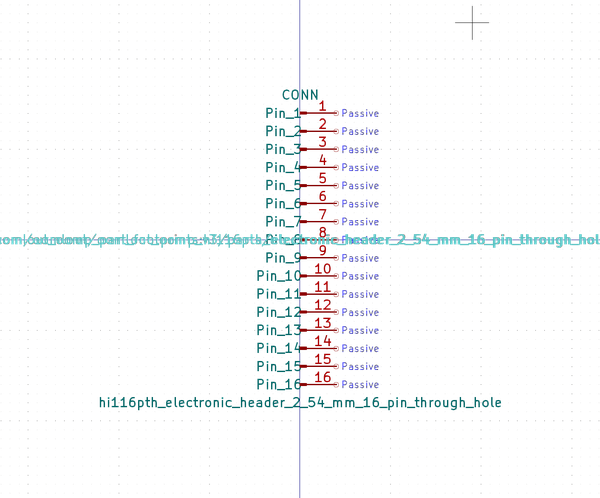 CONN
Pin_1 1 Passive
Pin_2 2 Passive
Pin_3 3 Passive
Pin_4 4 Passive
Pin_5 5 Passive
Pin_6 6 Passive
Pin_7 7 Passive
8 header_2_54_mm_16_pin_through_hol
Pin_9 9 Passive
Pin_10 10 Passive
Pin_11 11 Passive
Pin_12 12 Passive
Pin_13 13 Passive
Pin_14 14 Passive
Pin_15 15 Passive
Pin_16 16 Passive
hi116pth_electronic_header_2_54_mm_16_pin_through_hole